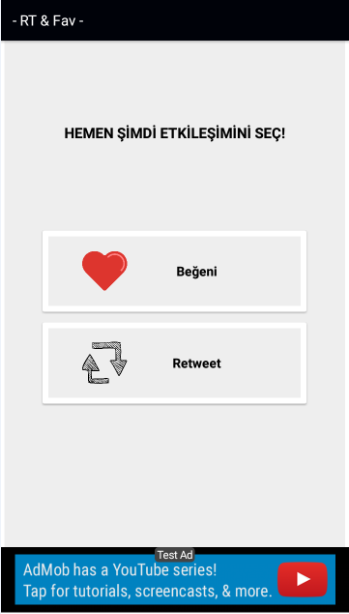 - RT & Fav -
HEMEN ŞİMDİ ETKİLEŞİMİNİ SEÇ!
Beğeni
Retweet
Test Ad
AdMob has a YouTube series!
Tap for tutorials, screencasts, & more.